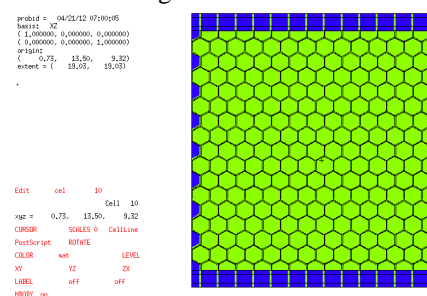 probid = 04/21/12 07:00:05
basis: XZ
( 1.000000, 0.000000, 0.000000)
( 0.000000, 0.000000, 1.000000)
origin:
( 0.73, 13.50, 9.32)
extent = ( 19.03, 19.03)
Edit cel 10
Cell 10
xyz = 0.73, 13.50, 9.32
CURSOR SCALES 0 CellLine
PostScript ROTATE
COLOR mat LEVEL
XY YZ ZX
LABEL off off
MBODY on